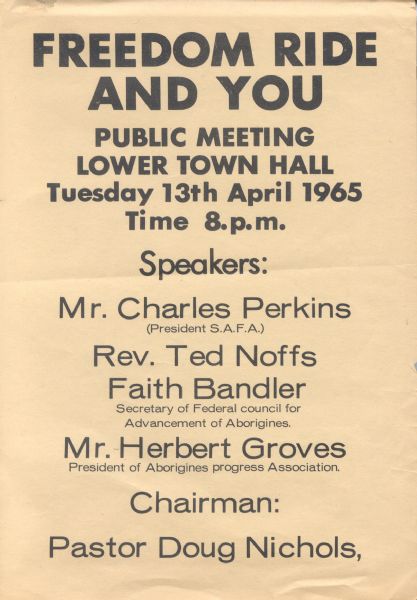 FREEDOM RIDE
AND YOU
PUBLIC MEETING
LOWER TOWN HALL
Tuesday 13th April 1965
Time 8.p.m.
Speakers:
Mr. Charles Perkins
(President S.A.F.A.)
Rev. Ted Noffs
Faith Bandler
Secretary of Federal council for
Advancement of Aborigines.
Mr. Herbert Groves
President of Aborigines progress Association.
Chairman:
Pastor Doug Nichols,